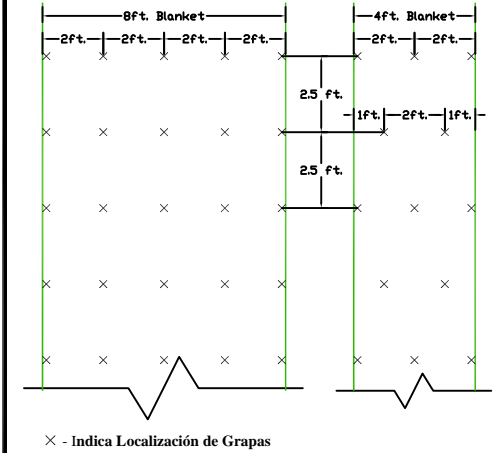 8ft. Blanket
4ft. Blanket
2ft. 2ft. 2ft. 2ft.
2ft. 2ft.
2.5 ft.
1ft. 2ft. 1ft.
2.5 ft.
× - Indica Localización de Grapas